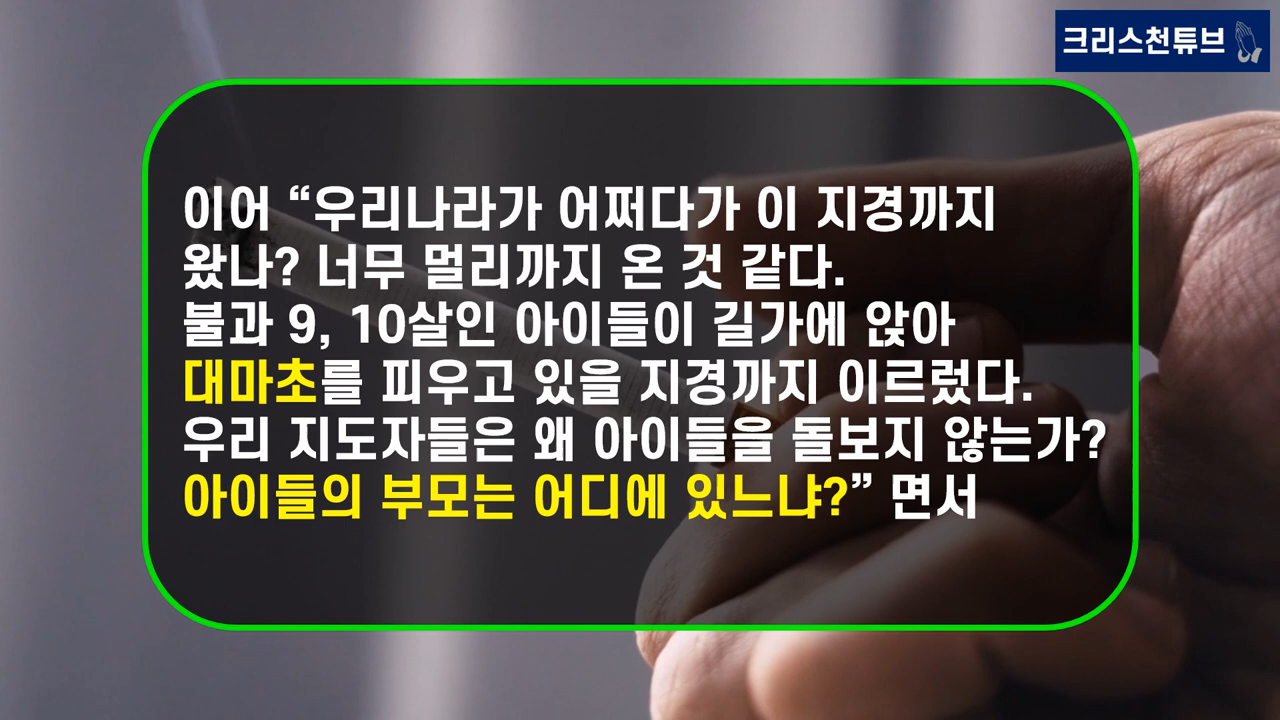 크리스천튜브
이어 “우리나라가 어쩌다가 이 지경까지
왔나? 너무 멀리까지 온 것 같다.
불과 9, 10살인 아이들이 길가에 앉아
대마초를 피우고 있을 지경까지 이르렀다.
우리 지도자들은 왜 아이들을 돌보지 않는가?
아이들의 부모는 어디에 있느냐?” 면서